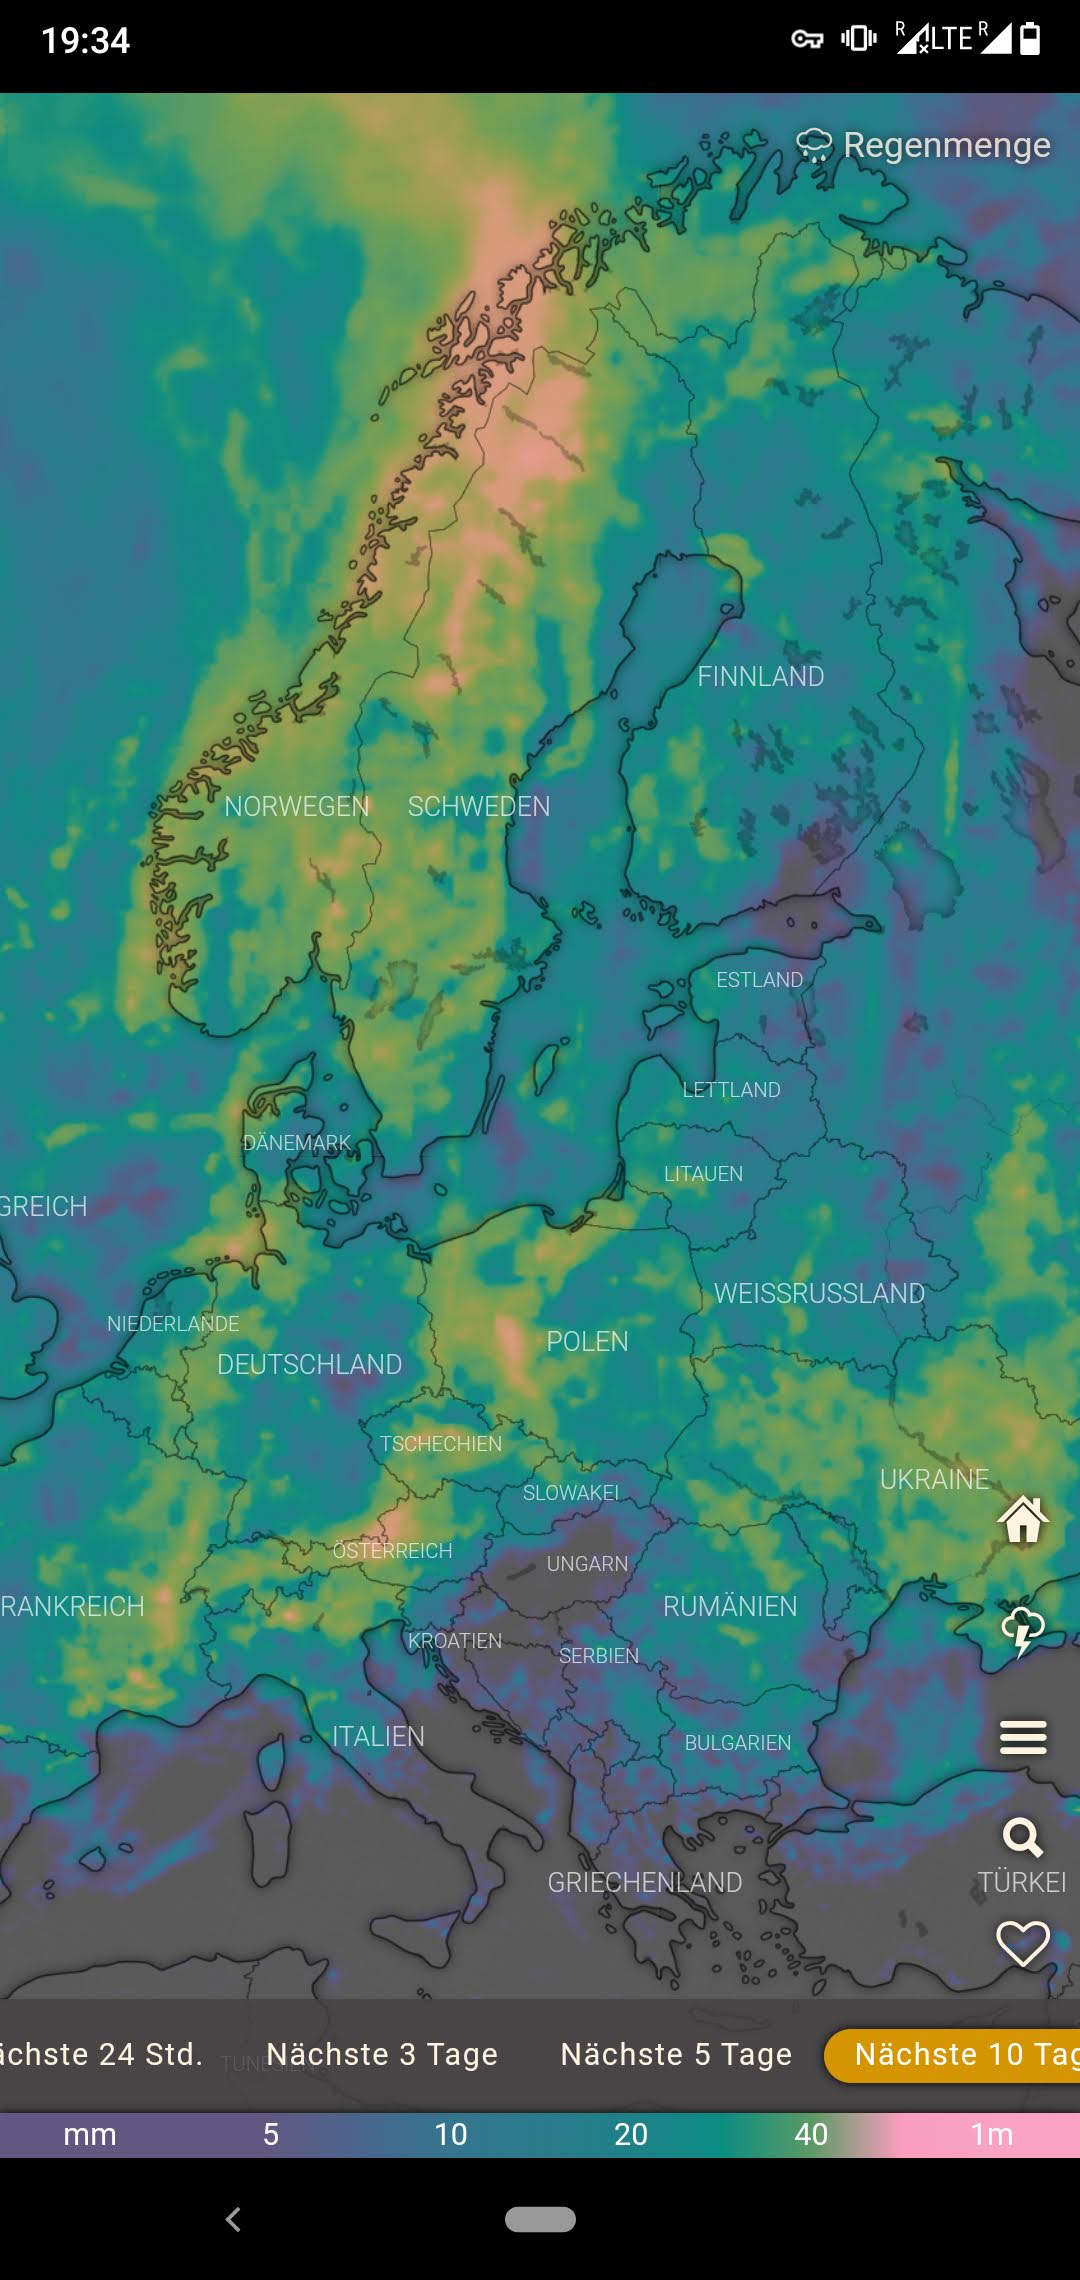 19:34
R LTE R
Regenmenge
FINNLAND
NORWEGEN SCHWEDEN
ESTLAND
LETTLAND
DÄNEMARK
LITAUEN
GREICH
WEISSRUSSLAND
NIEDERLANDE
POLEN
DEUTSCHLAND
TSCHECHIEN
UKRAINE
SLOWAKEI
ÖSTERREICH
UNGARN
RANKREICH
RUMÄNIEN
KROATIEN
SERBIEN
ITALIEN
BULGARIEN
GRIECHENLAND
TÜRKEI
ächste 24 Std. Nächste 3 Tage Nächste 5 Tage Nächste 10 Tag
mm 5 10 20 40 1m